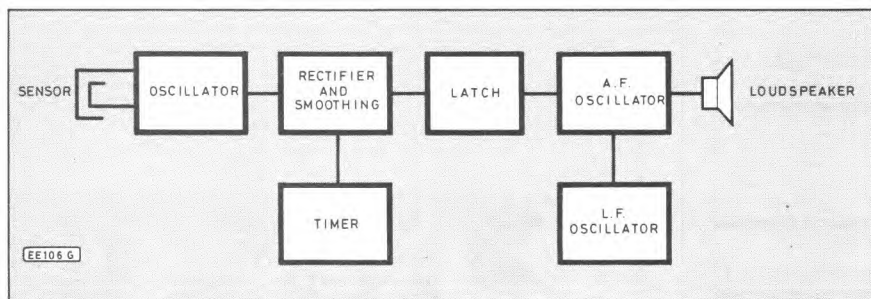 SENSOR
OSCILLATOR
RECTIFIER
AND
SMOOTHING
LATCH
A.F.
OSCILLATOR
LOUDSPEAKER
TIMER
L.F.
OSCILLATOR
EE106 G